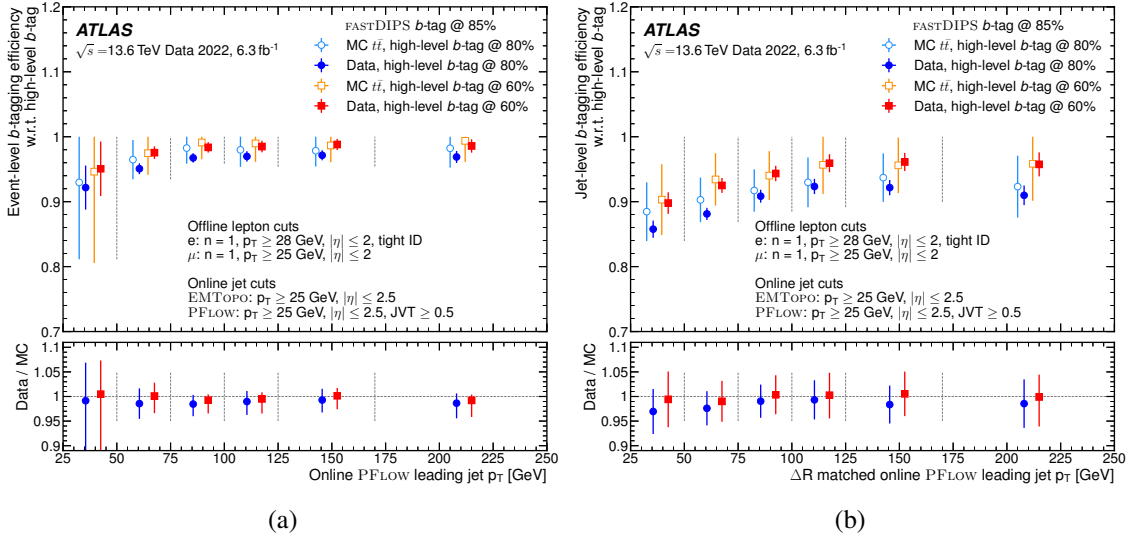 ATLAS
√s =13.6 TeV Data 2022, 6.3 fb⁻¹
FASTDIPS b-tag @ 85%
MC tt̄, high-level b-tag @ 80%
Data, high-level b-tag @ 80%
MC tt̄, high-level b-tag @ 60%
Data, high-level b-tag @ 60%
Event-level b-tagging efficiency
w.r.t. high-level b-tag
1.2
1.1
1
0.9
0.8
0.7
Offline lepton cuts
e: n = 1, p_T ≥ 28 GeV, |η| ≤ 2, tight ID
μ: n = 1, p_T ≥ 25 GeV, |η| ≤ 2
Online jet cuts
EMTOPO: p_T ≥ 25 GeV, |η| ≤ 2.5
PFLOW: p_T ≥ 25 GeV, |η| ≤ 2.5, JVT ≥ 0.5
Data / MC
1.1
1.05
1
0.95
0.9
25 50 75 100 125 150 175 200 225 250
Online PFLOW leading jet p_T [GeV]
(a)
ATLAS
√s =13.6 TeV Data 2022, 6.3 fb⁻¹
FASTDIPS b-tag @ 85%
MC tt̄, high-level b-tag @ 80%
Data, high-level b-tag @ 80%
MC tt̄, high-level b-tag @ 60%
Data, high-level b-tag @ 60%
Jet-level b-tagging efficiency
w.r.t. high-level b-tag
1.2
1.1
1
0.9
0.8
0.7
Offline lepton cuts
e: n = 1, p_T ≥ 28 GeV, |η| ≤ 2, tight ID
μ: n = 1, p_T ≥ 25 GeV, |η| ≤ 2
Online jet cuts
EMTOPO: p_T ≥ 25 GeV, |η| ≤ 2.5
PFLOW: p_T ≥ 25 GeV, |η| ≤ 2.5, JVT ≥ 0.5
Data / MC
1.1
1.05
1
0.95
0.9
25 50 75 100 125 150 175 200 225 250
ΔR matched online PFLOW leading jet p_T [GeV]
(b)